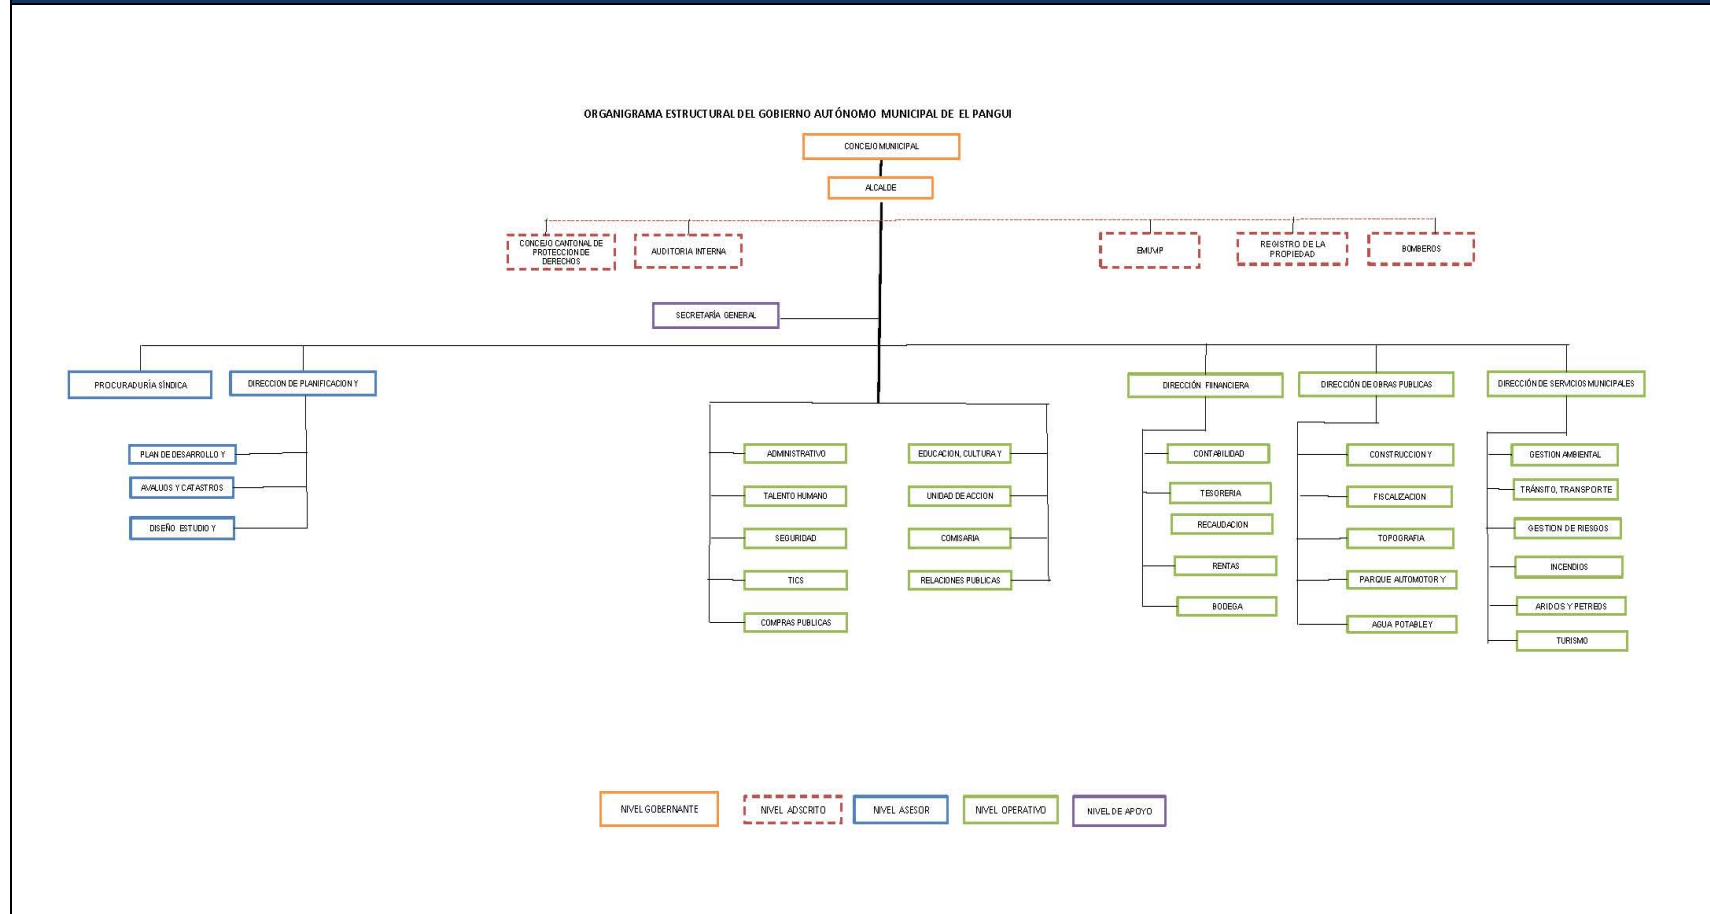 ORGANIGRAMA ESTRUCTURAL DEL GOBIERNO AUTÓNOMO MUNICIPAL DE EL PANGUI
CONCEJO MUNIICIPAL
ALCALDE
CONCEJO CANTONAL DE
PROTECCION DE
DERECHOS
AUDITORIA INTERNA
EMUVIP
REGISTRO DE LA
PROPIEDAD
BOMBEROS
SECRETARÍA GENERAL
PROCURADURÍA SÍNDICA
DIRECCION DE PLANIFICACION Y
DIRECCIÓN FIINANCIERA
DIRECCIÓN DE OBRAS PUBLICAS
DIRECCIÓN DE SERVICIOS MUNICIPALES
PLAN DE DESARROLLO Y
AVALUOS Y CATASTROS
DISEÑO ESTUDIO Y
ADMINISTRATIVO
TALENTO HUMANO
SEGURIDAD
TICS
COMPRAS PUBLICAS
EDUCACION, CULTURA Y
UNIDAD DE ACCION
COMISARIA
RELACIONES PUBLICAS
CONTABILIDAD
TESORERIA
RECAUDACION
RENTAS
BODEGA
CONSTRUCCION Y
FISCALIZACION
TOPOGRAFIA
PARQUE AUTOMOTOR Y
AGUA POTABLE Y
GESTION AMBIENTAL
TRÁNSITO, TRANSPORTE
GESTION DE RIESGOS
INCENDIOS
ARIDOS Y PETREOS
TURISMO
NIVEL GOBERNANTE
NIVEL ADSCRITO
NIVEL ASESOR
NIVEL OPERATIVO
NIVEL DE APOYO